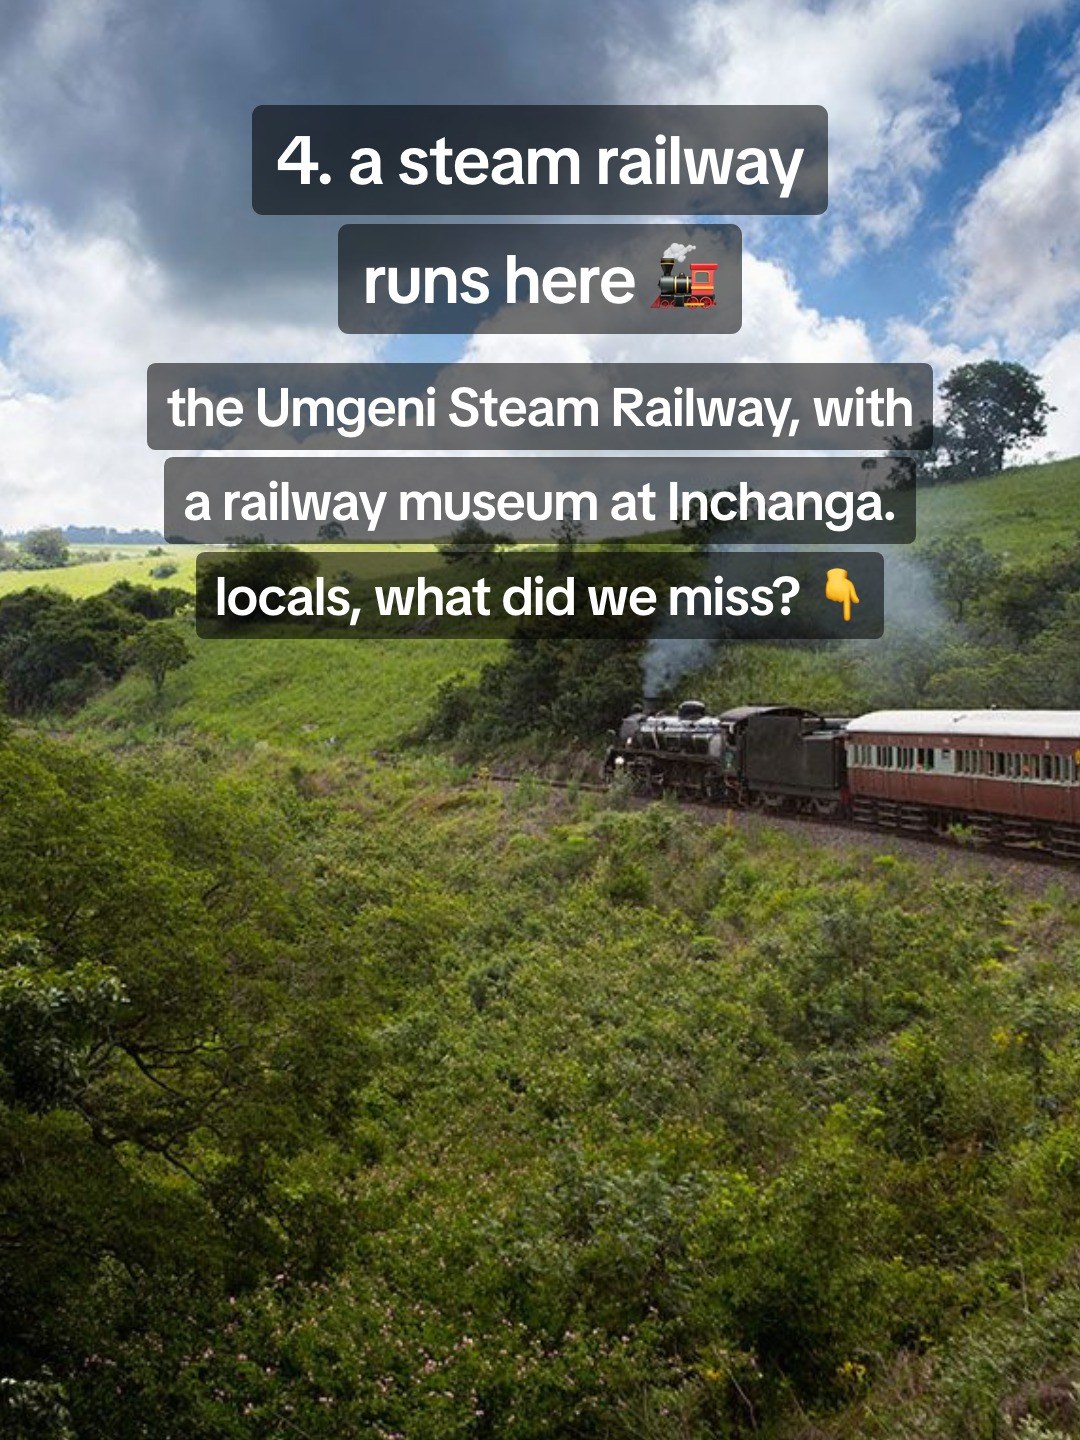 4. a steam railway
runs here 🚂
the Umgeni Steam Railway, with
a railway museum at Inchanga.
locals, what did we miss? 👇